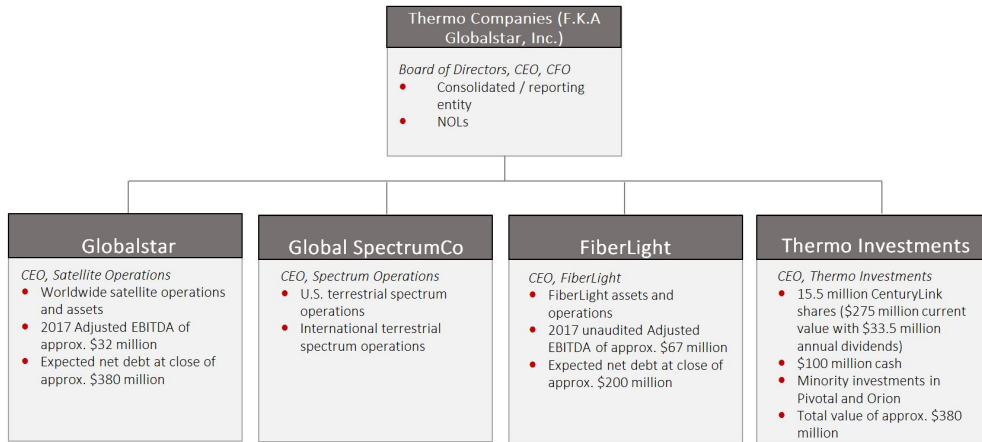 Thermo Companies (F.K.A
Globalstar, Inc.)
Board of Directors, CEO, CFO
• Consolidated / reporting
entity
• NOLs
Globalstar
CEO, Satellite Operations
• Worldwide satellite operations
and assets
• 2017 Adjusted EBITDA of
approx. $32 million
• Expected net debt at close of
approx. $380 million
Global SpectrumCo
CEO, Spectrum Operations
• U.S. terrestrial spectrum
operations
• International terrestrial
spectrum operations
FiberLight
CEO, FiberLight
• FiberLight assets and
operations
• 2017 unaudited Adjusted
EBITDA of approx. $67 million
• Expected net debt at close of
approx. $200 million
Thermo Investments
CEO, Thermo Investments
• 15.5 million CenturyLink
shares ($275 million current
value with $33.5 million
annual dividends)
• $100 million cash
• Minority investments in
Pivotal and Orion
• Total value of approx. $380
million